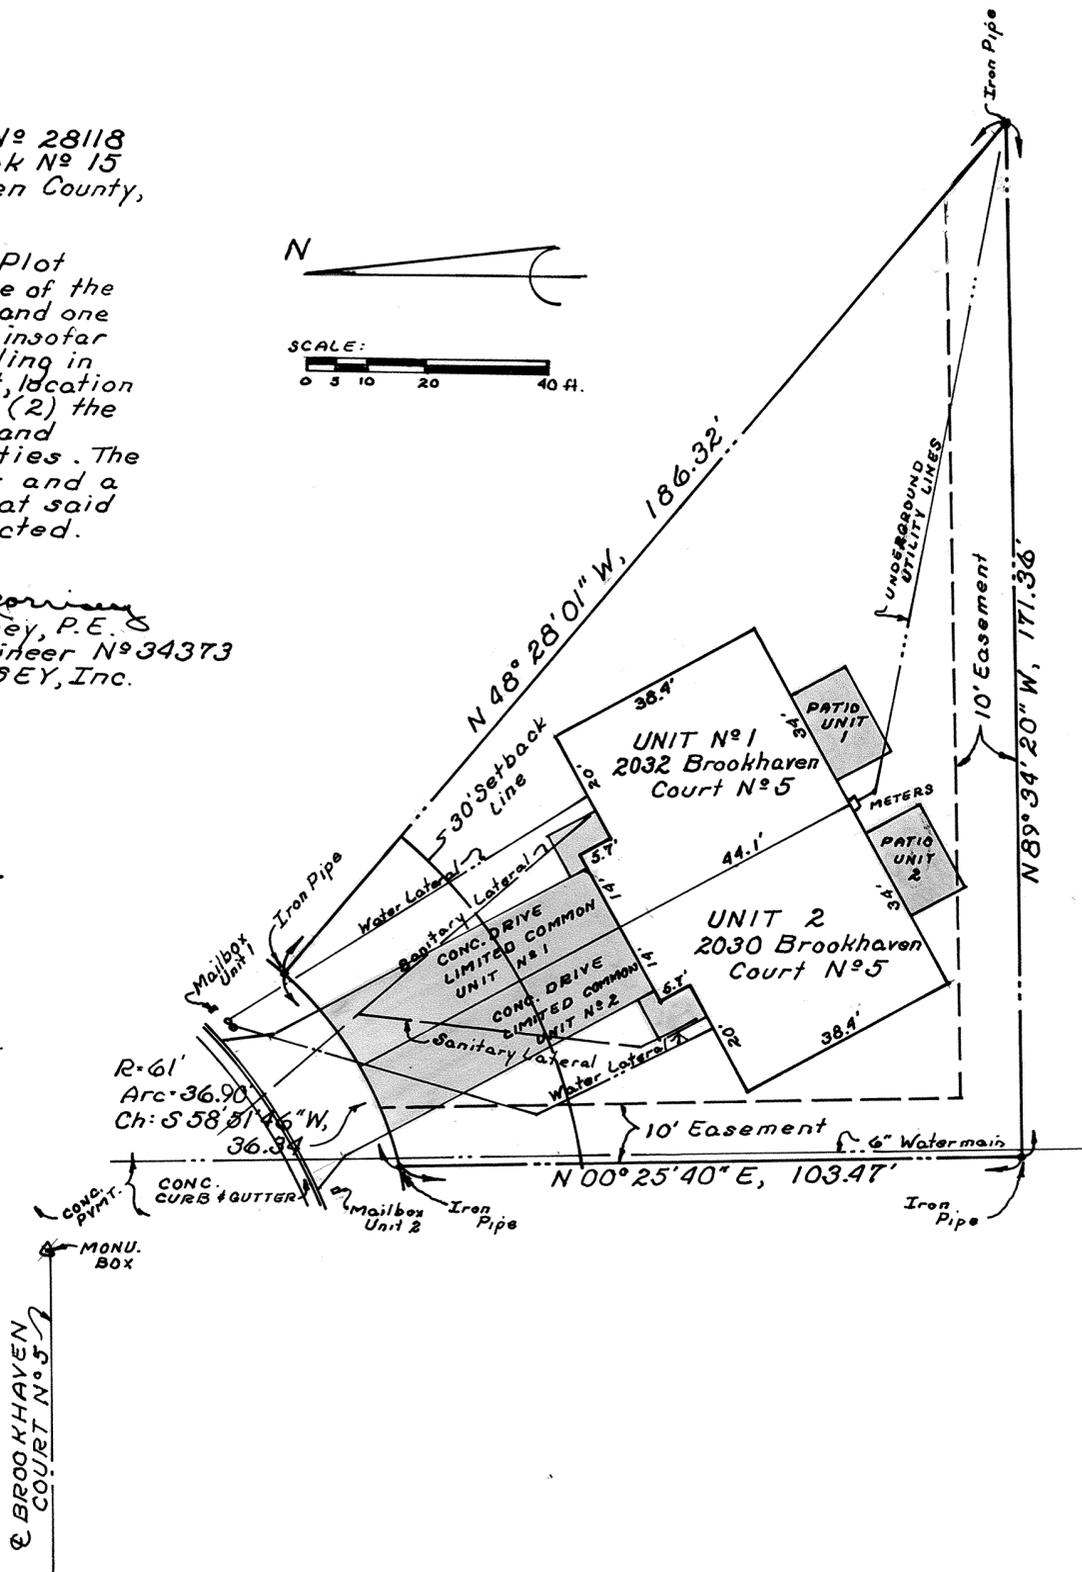 Iron Pipe
Nº 28118
k Nº 15
en County,
Plot
e of the
and one
insofar
ling in
t, location
(2) the
and
ties. The
and a
at said
cted.
ey, P.E.
ineer Nº 34373
SEY, Inc.
N
SCALE:
0 5 10 20 40 ft.
N 48° 28' 01" W, 186.32'
UNDERGROUND
UTILITY LINES
10' Easement
N 89° 34' 20" W, 171.36'
30' Setback
Line
38.4'
34'
PATIO
UNIT
1
UNIT Nº 1
2032 Brookhaven
Court Nº 5
20'
METERS
5.7'
44.1'
PATIO
UNIT
2
34'
14'
UNIT 2
2030 Brookhaven
Court Nº 5
14'
5.7'
20'
38.4'
Iron Pipe
Water Lateral
Sanitary Lateral
CONC. DRIVE
LIMITED COMMON
UNIT Nº 1
CONC. DRIVE
LIMITED COMMON
UNIT Nº 2
Mailbox
Unit 1
Sanitary Lateral
Water Lateral
R=61'
Arc=36.90'
Ch: S 58° 51' 46" W,
36.34
10' Easement
6" Watermain
N 00° 25' 40" E, 103.47'
CONC.
PVMT.
CONC.
CURB & GUTTER
Mailbox
Unit 2
Iron
Pipe
Iron
Pipe
MONU.
BOX
℄ BROOKHAVEN
COURT Nº 5